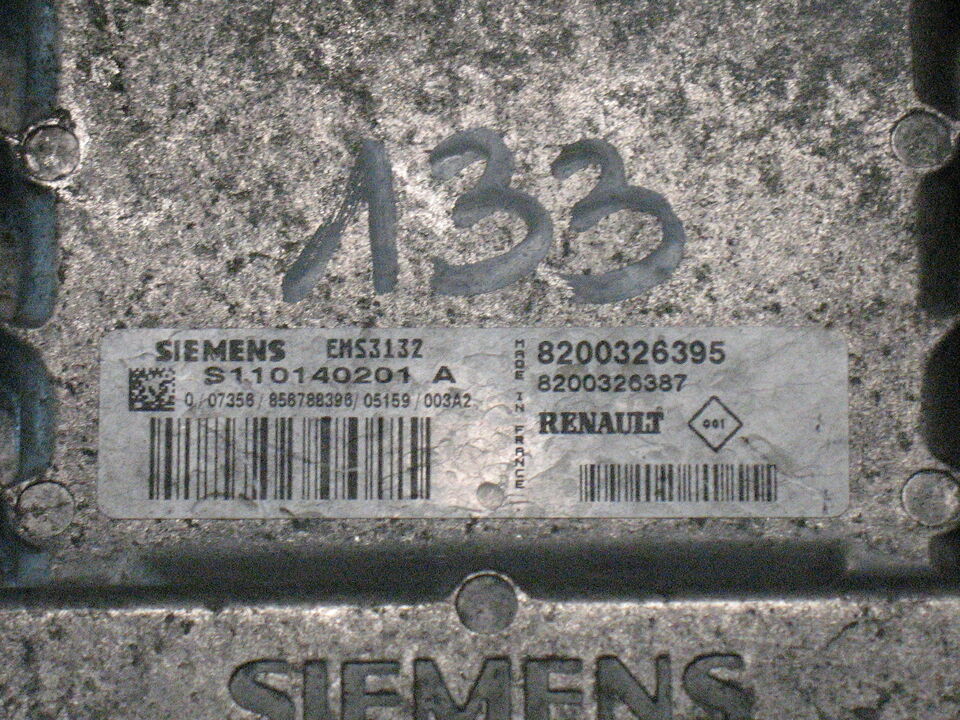 133
SIEMENS EMS3132
S110140201 A
0/07356/856788396/05159/003A2
MADE IN FRANCE
8200326395
8200326387
RENAULT 001
SIEMENS